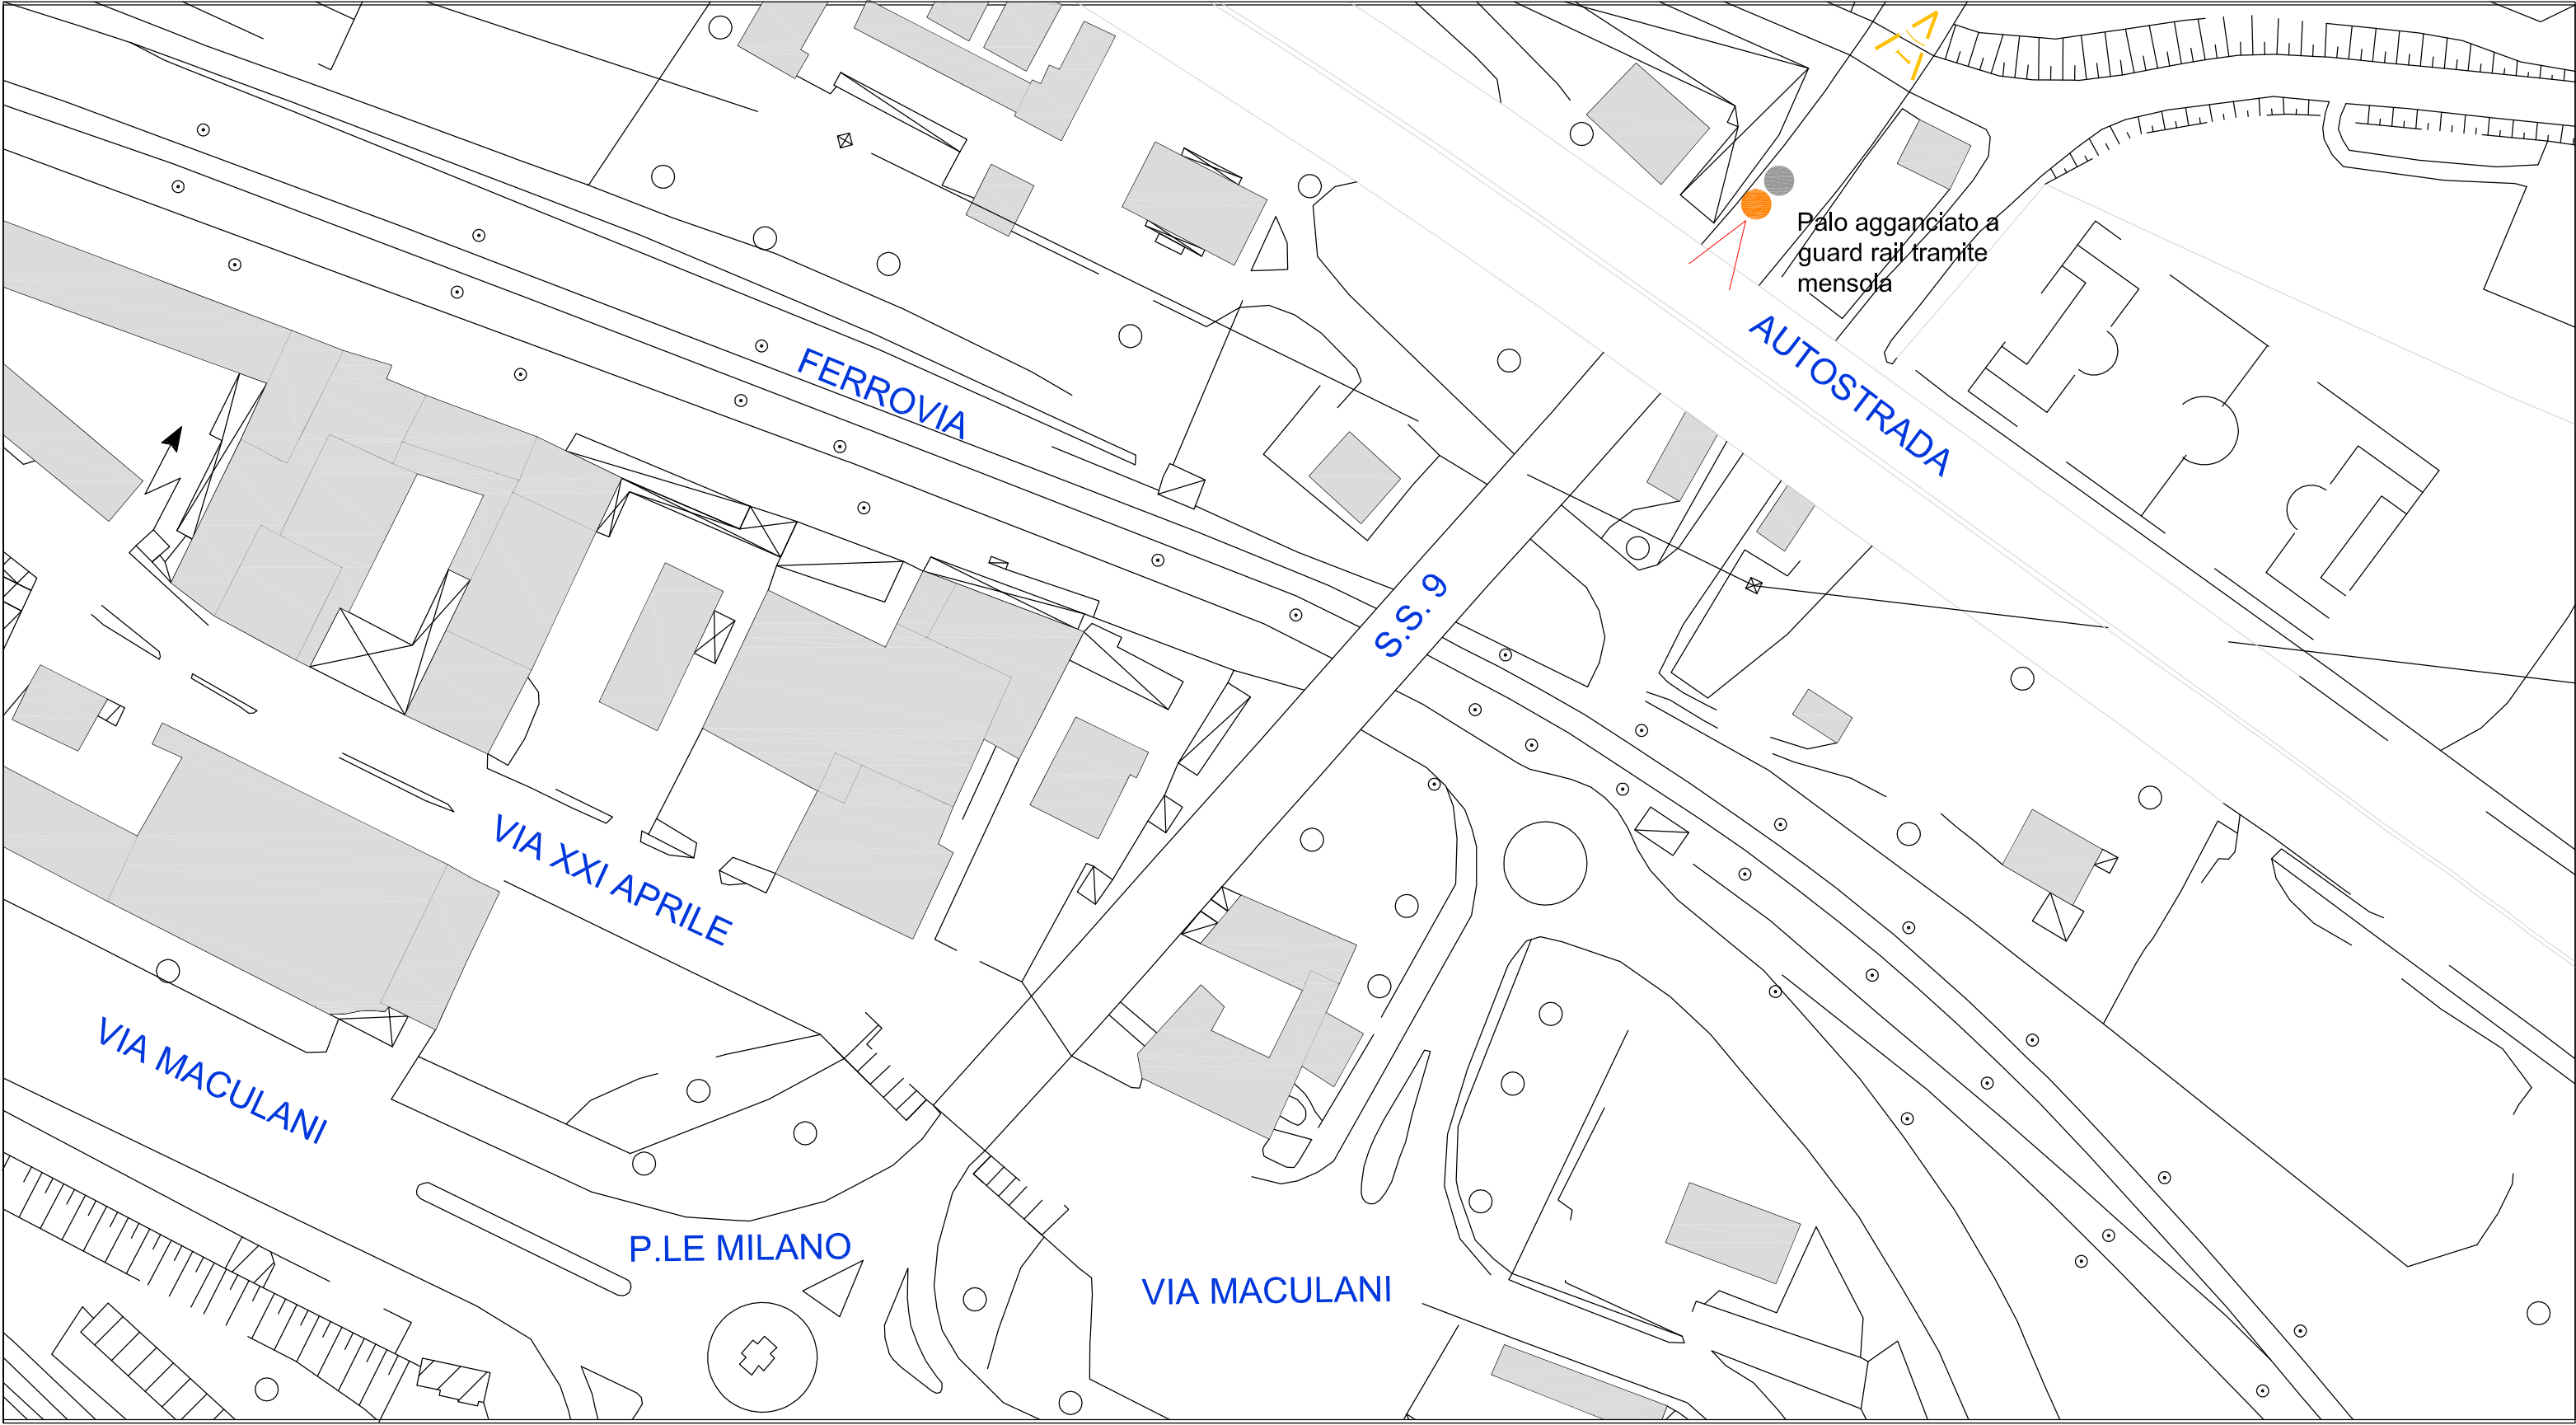 Palo agganciato a
guard rail tramite
mensola
AUTOSTRADA
FERROVIA
S.S. 9
VIA XXI APRILE
VIA MACULANI
P.LE MILANO
VIA MACULANI